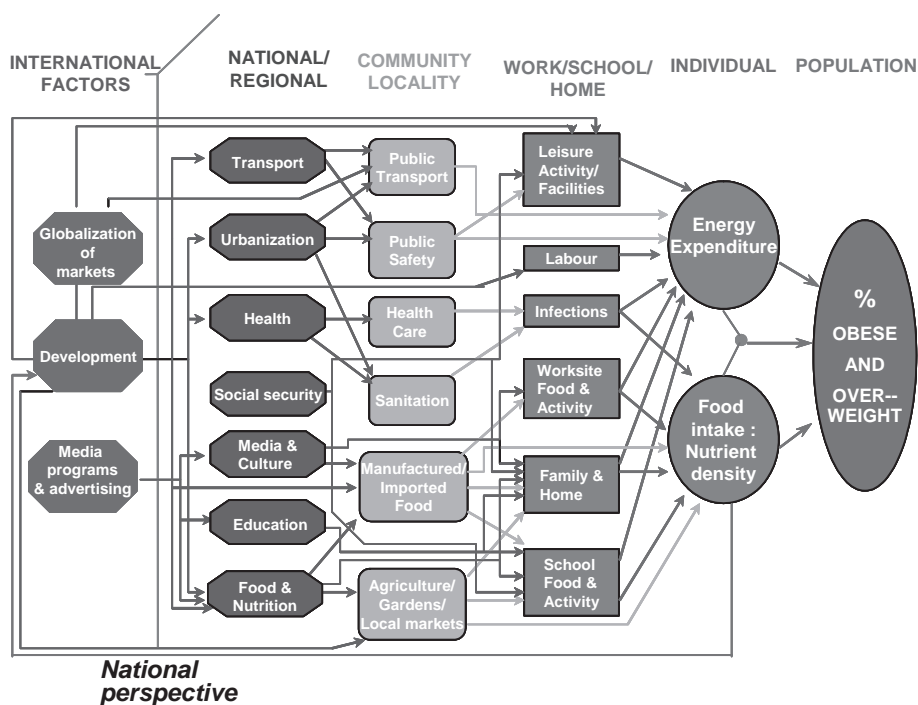 INTERNATIONAL
FACTORS
NATIONAL/
REGIONAL
COMMUNITY
LOCALITY
WORK/SCHOOL/
HOME
INDIVIDUAL
POPULATION
Globalization
of
markets
Development
Media
programs
& advertising
Transport
Urbanization
Health
Social security
Media &
Culture
Education
Food &
Nutrition
Public
Transport
Public
Safety
Health
Care
Sanitation
Manufactured/
Imported
Food
Agriculture/
Gardens/
Local markets
Leisure
Activity/
Facilities
Labour
Infections
Worksite
Food &
Activity
Family &
Home
School
Food &
Activity
Energy
Expenditure
Food
intake :
Nutrient
density
%
OBESE
AND
OVER--
WEIGHT
National
perspective